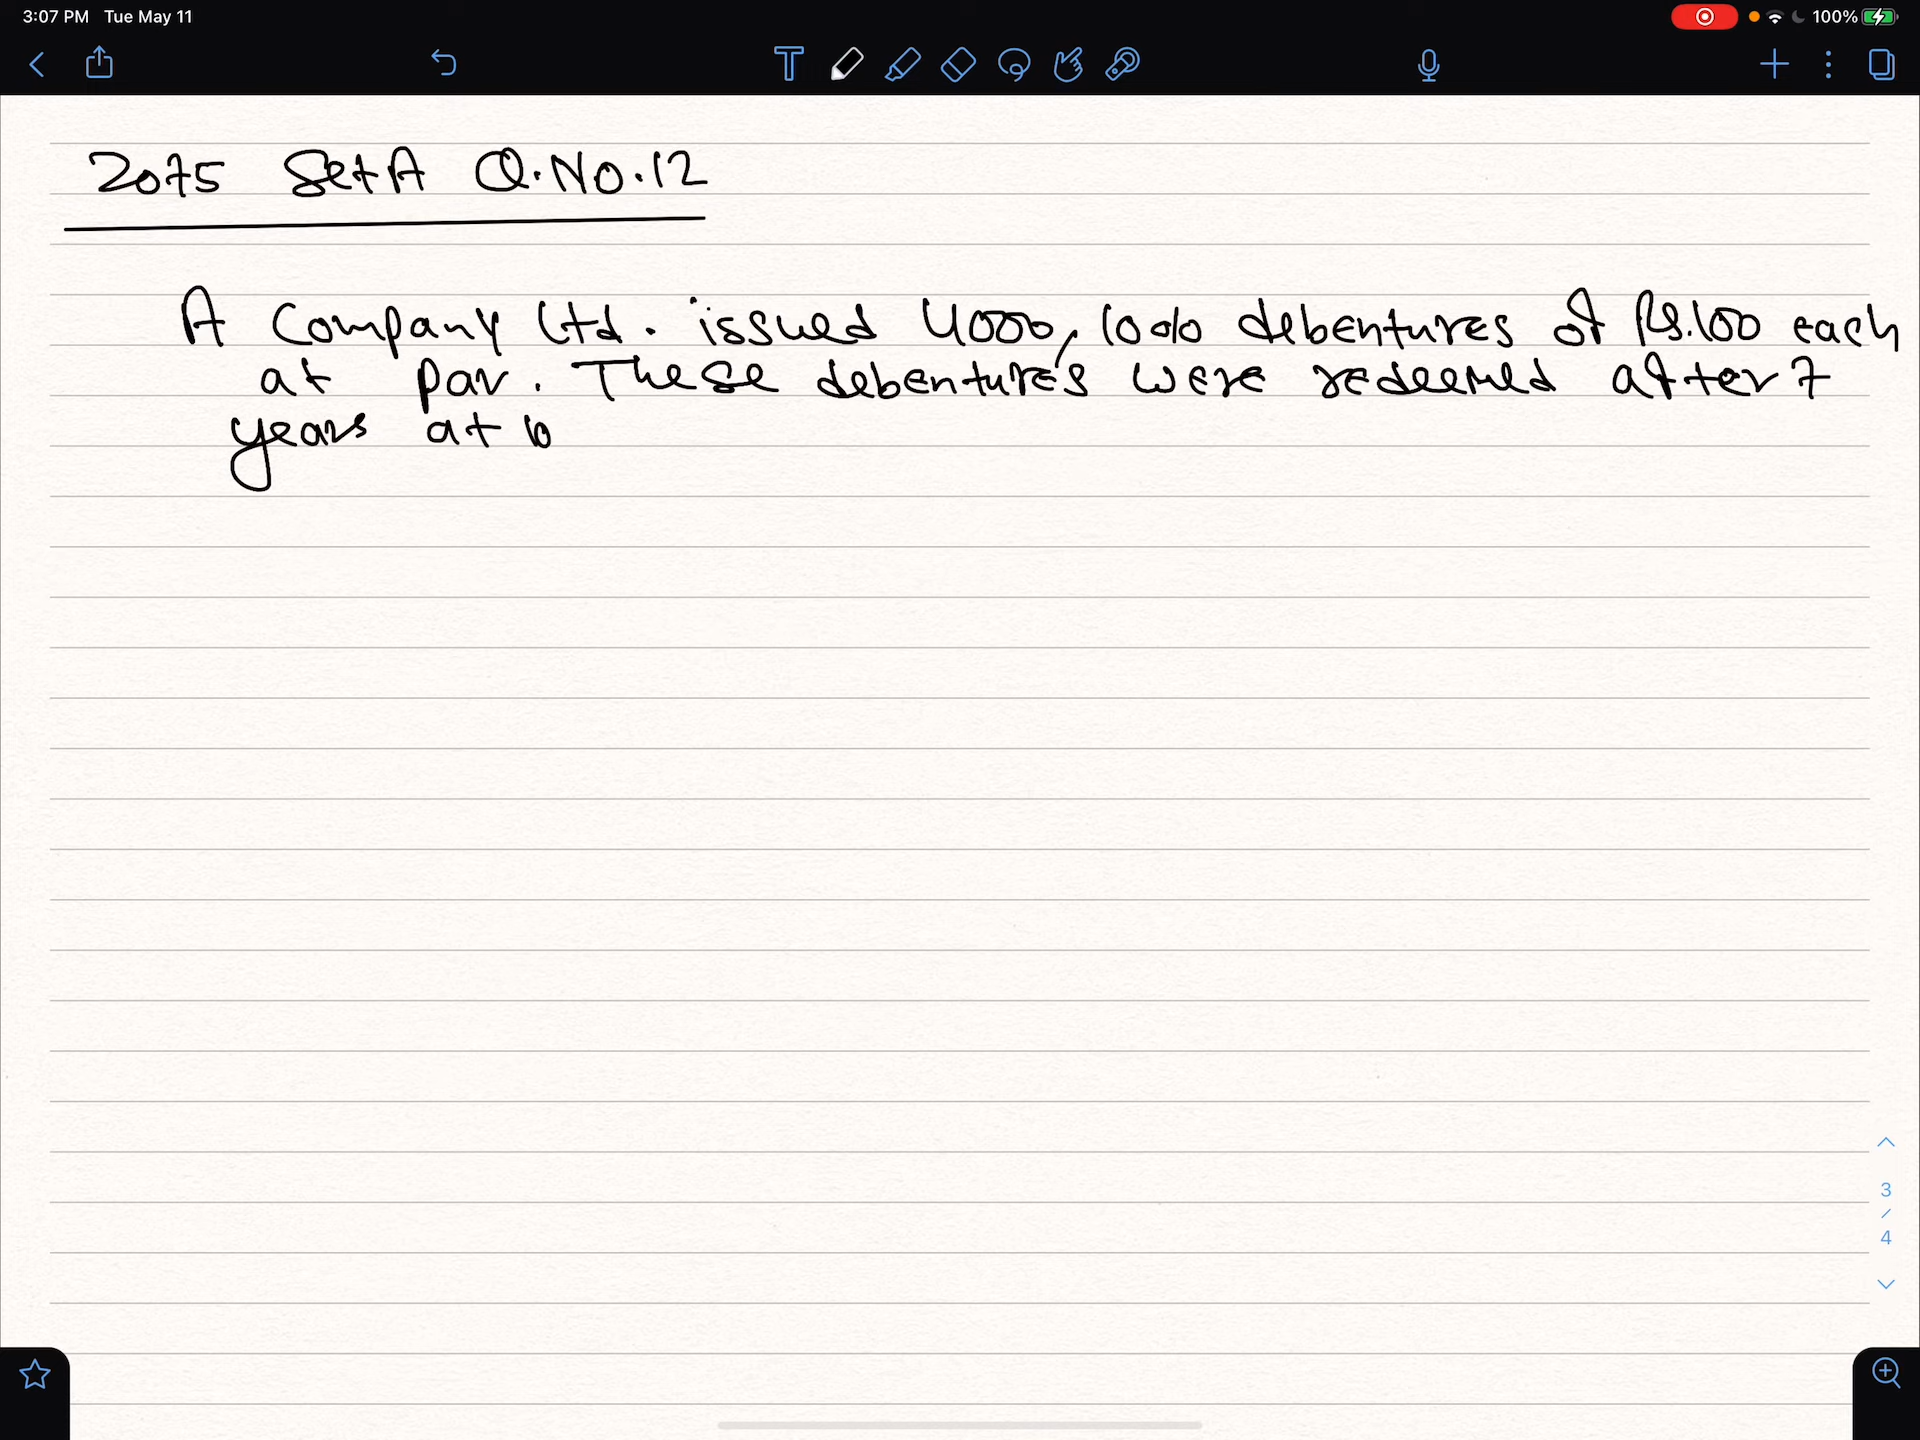 3:07 PM Tue May 11
100%
2075 Set A Q.No.12
A Company Ltd. issued 4000, 10% debentures of Rs.100 each
at par. These debentures were redeemed after 7
years at 10
3
/
4